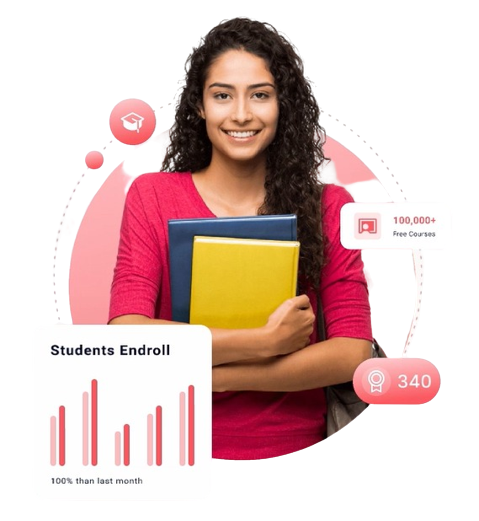 100,000+
Free Courses
Students Endroll
340
100% than last month